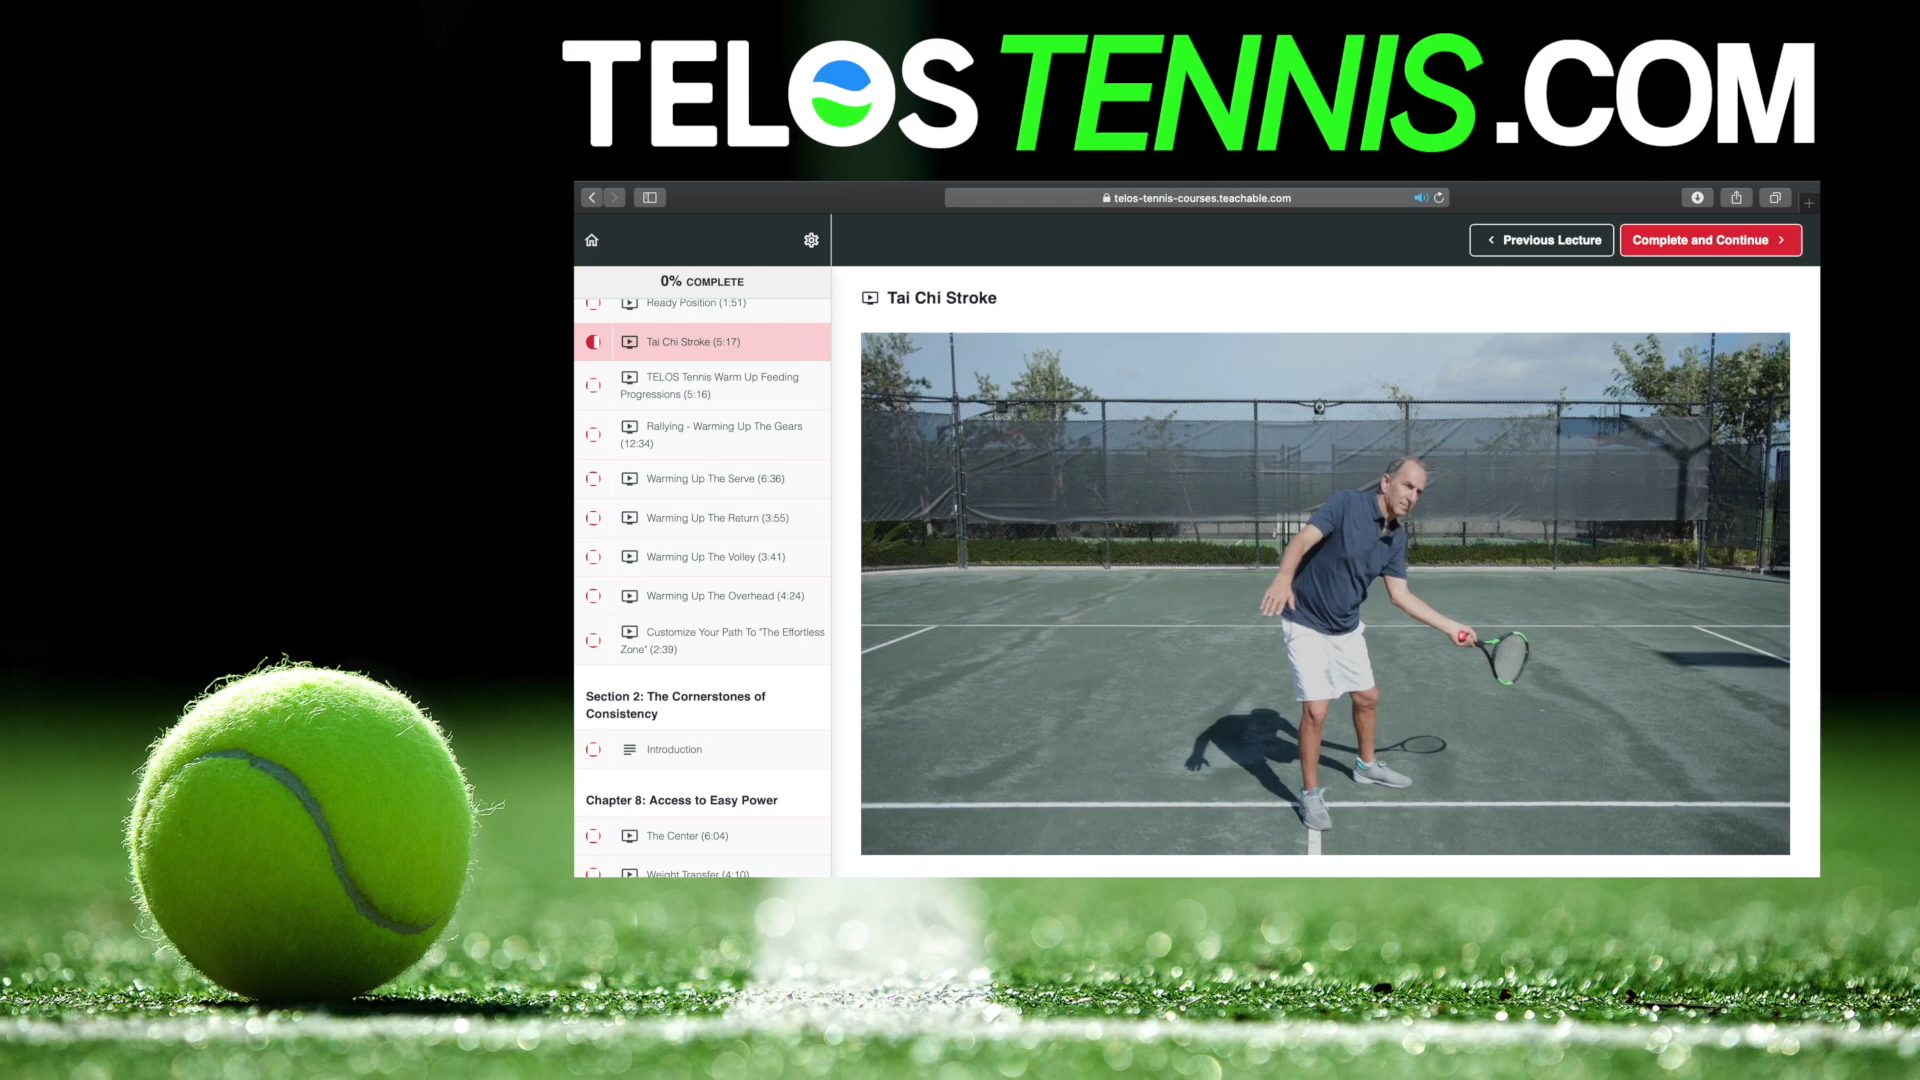 TELOS TENNIS.COM
telos-tennis-courses.teachable.com
Previous Lecture
Complete and Continue
0% COMPLETE
Ready Position (1:51)
Tai Chi Stroke (5:17)
TELOS Tennis Warm Up Feeding
Progressions (5:16)
Rallying - Warming Up The Gears
(12:34)
Warming Up The Serve (6:36)
Warming Up The Return (3:55)
Warming Up The Volley (3:41)
Warming Up The Overhead (4:24)
Customize Your Path To "The Effortless
Zone" (2:39)
Section 2: The Cornerstones of
Consistency
Introduction
Chapter 8: Access to Easy Power
The Center (6:04)
Weight Transfer (4:10)
Tai Chi Stroke